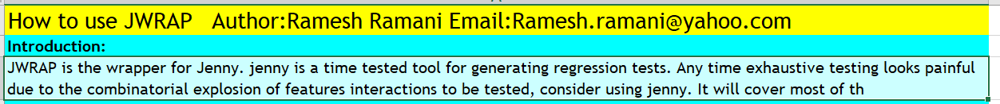 How to use JWRAP Author:Ramesh Ramani Email:Ramesh.ramani@yahoo.com
Introduction:
JWRAP is the wrapper for Jenny. jenny is a time tested tool for generating regression tests. Any time exhaustive testing looks painful
due to the combinatorial explosion of features interactions to be tested, consider using jenny. It will cover most of th